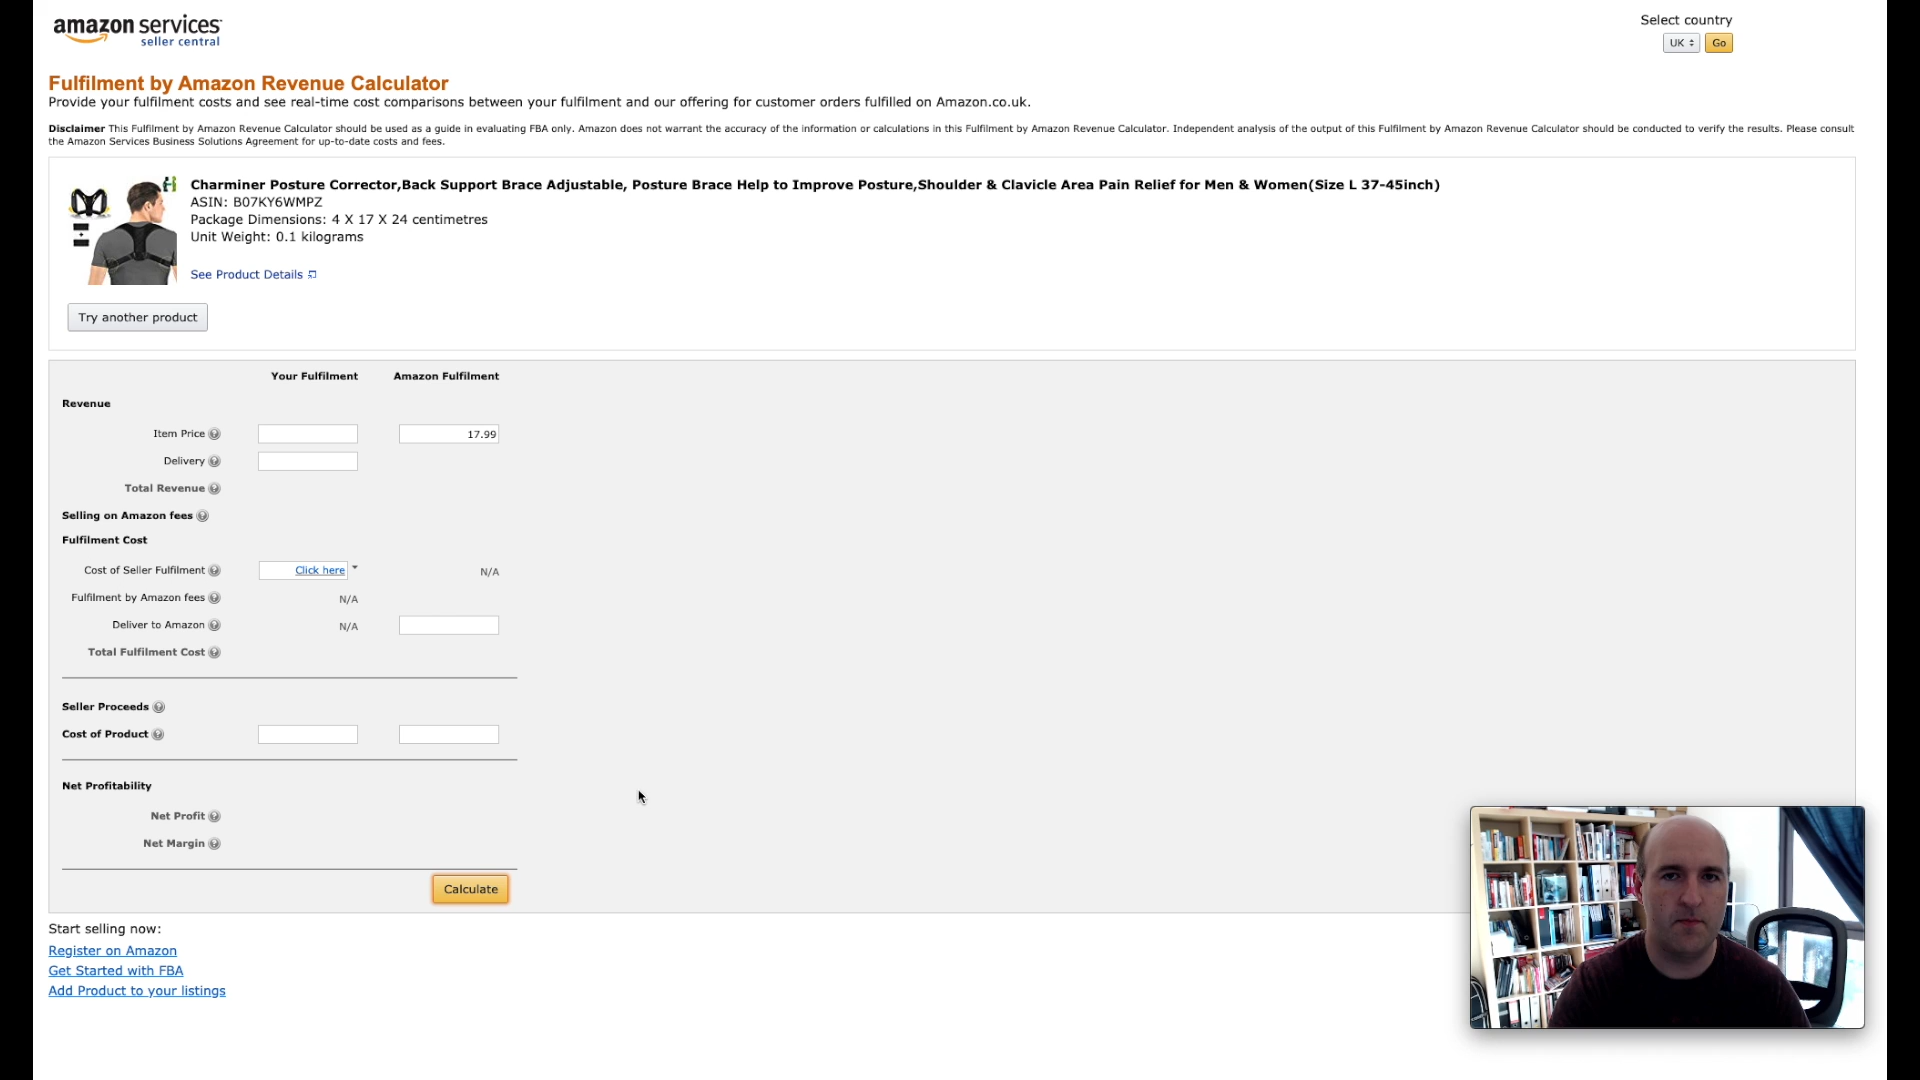 amazon services
seller central
Select country
UK
Go
Fulfilment by Amazon Revenue Calculator
Provide your fulfilment costs and see real-time cost comparisons between your fulfilment and our offering for customer orders fulfilled on Amazon.co.uk.
Disclaimer This Fulfilment by Amazon Revenue Calculator should be used as a guide in evaluating FBA only. Amazon does not warrant the accuracy of the information or calculations in this Fulfilment by Amazon Revenue Calculator. Independent analysis of the output of this Fulfilment by Amazon Revenue Calculator should be conducted to verify the results. Please consult
the Amazon Services Business Solutions Agreement for up-to-date costs and fees.
Charminer Posture Corrector,Back Support Brace Adjustable, Posture Brace Help to Improve Posture,Shoulder & Clavicle Area Pain Relief for Men & Women(Size L 37-45inch)
ASIN: B07KY6WMPZ
Package Dimensions: 4 X 17 X 24 centimetres
Unit Weight: 0.1 kilograms
See Product Details
Try another product
Your Fulfilment Amazon Fulfilment
Revenue
Item Price 17.99
Delivery
Total Revenue
Selling on Amazon fees
Fulfilment Cost
Cost of Seller Fulfilment Click here N/A
Fulfilment by Amazon fees N/A
Deliver to Amazon N/A
Total Fulfilment Cost
Seller Proceeds
Cost of Product
Net Profitability
Net Profit
Net Margin
Calculate
Start selling now:
Register on Amazon
Get Started with FBA
Add Product to your listings